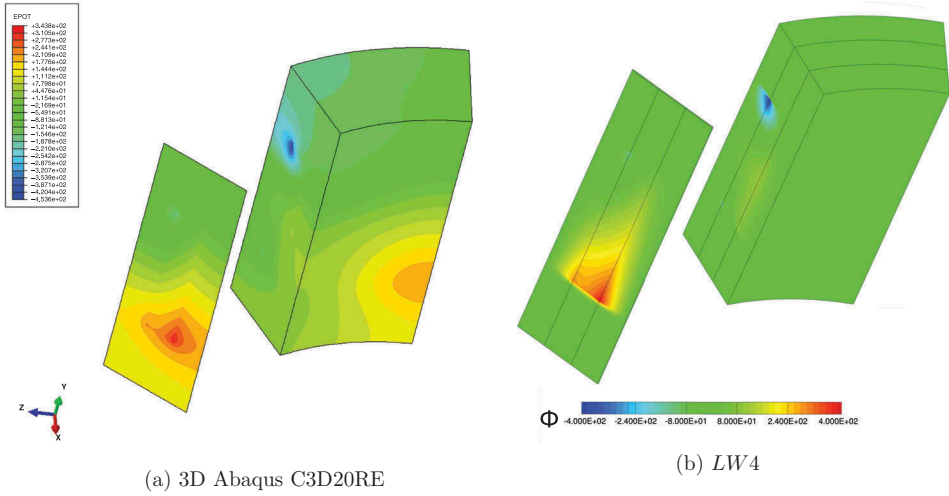 EPOT
+3.438e+02
+3.105e+02
+2.773e+02
+2.441e+02
+2.109e+02
+1.776e+02
+1.444e+02
+1.112e+02
+7.798e+01
+4.476e+01
+1.154e+01
−2.169e+01
−5.491e+01
−8.813e+01
−1.214e+02
−1.546e+02
−1.878e+02
−2.210e+02
−2.542e+02
−2.875e+02
−3.207e+02
−3.539e+02
−3.871e+02
−4.204e+02
−4.536e+02
Y
Z
X
Φ -4.000E+02 -2.400E+02 -8.000E+01 8.000E+01 2.400E+02 4.000E+02
(a) 3D Abaqus C3D20RE
(b) LW4